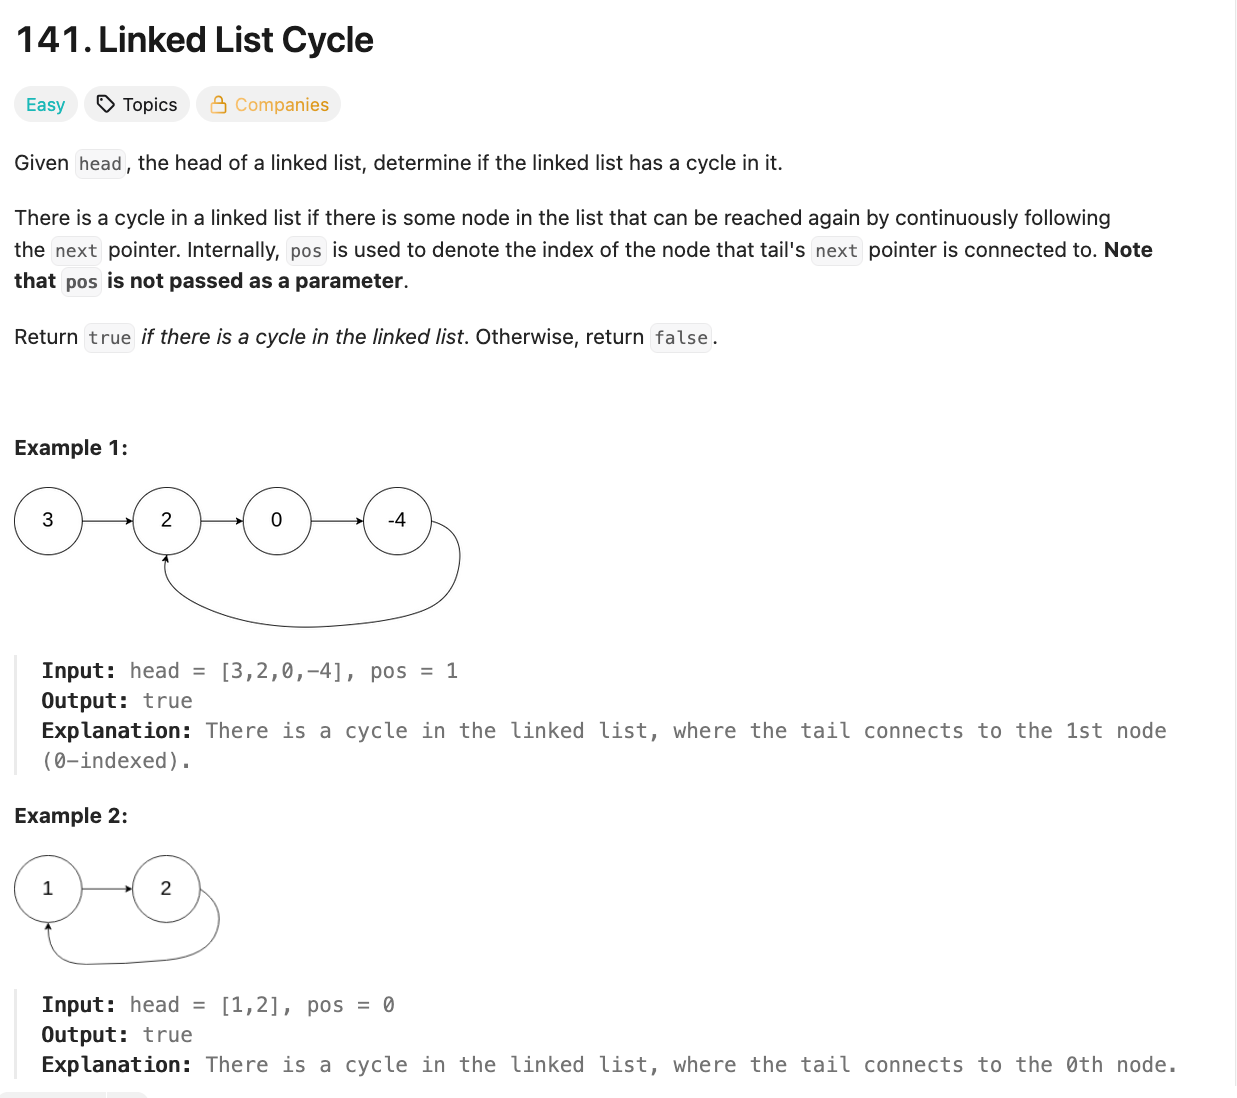 141. Linked List Cycle
Easy Topics Companies
Given head, the head of a linked list, determine if the linked list has a cycle in it.
There is a cycle in a linked list if there is some node in the list that can be reached again by continuously following
the next pointer. Internally, pos is used to denote the index of the node that tail's next pointer is connected to. Note
that pos is not passed as a parameter.
Return true if there is a cycle in the linked list. Otherwise, return false.
Example 1:
3 2 0 -4
Input: head = [3,2,0,-4], pos = 1
Output: true
Explanation: There is a cycle in the linked list, where the tail connects to the 1st node
(0-indexed).
Example 2:
1 2
Input: head = [1,2], pos = 0
Output: true
Explanation: There is a cycle in the linked list, where the tail connects to the 0th node.